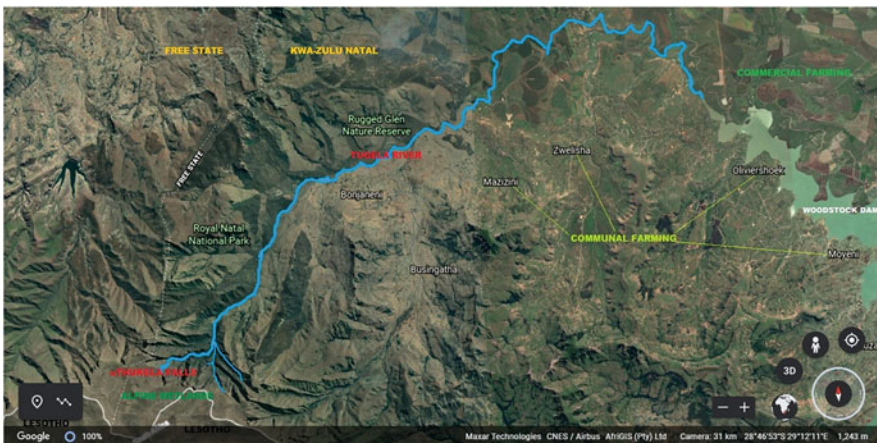 FREE STATE
KWA-ZULU NATAL
COMMERCIAL FARMING
Rugged Glen
Nature Reserve
TUGELA RIVER
Zwelisha
FREE STATE
Mazizini
Oliviershoek
Bonjaneni
WOODSTOCK DAM
Royal Natal
National Park
COMMUNAL FARMING
Moyeni
Busingatha
3D
LESOTHO
LESOTHO
Google
100%
Maxar Technologies CNES / Airbus AfriGIS (Pty) Ltd Camera: 31 km 28°46'53"S 29°12'11"E 1,243 m